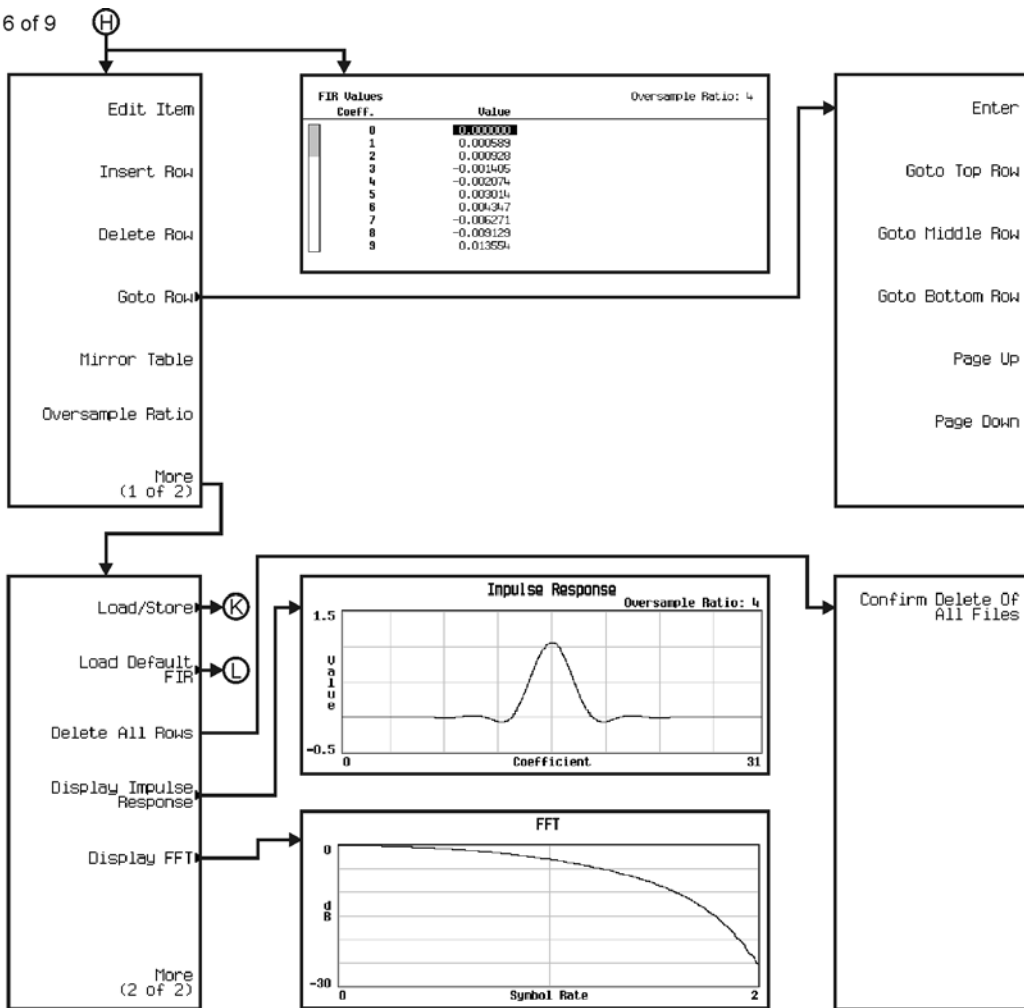 6 of 9
H
Edit Item
Insert Row
Delete Row
Goto Row
Mirror Table
Oversample Ratio
More
(1 of 2)
FIR Values
Oversample Ratio: 4
Coeff.
Value
0 0.000000
1 0.000589
2 0.000928
3 -0.001405
4 -0.002074
5 0.003014
6 0.004347
7 -0.006271
8 -0.009129
9 0.013554
Enter
Goto Top Row
Goto Middle Row
Goto Bottom Row
Page Up
Page Down
Load/Store
K
Load Default
FIR
L
Delete All Rows
Display Impulse
Response
Display FFT
More
(2 of 2)
Impulse Response
Oversample Ratio: 4
1.5
Value
-0.5
0
Coefficient
31
FFT
0
dB
-30
0
Symbol Rate
2
Confirm Delete Of
All Files